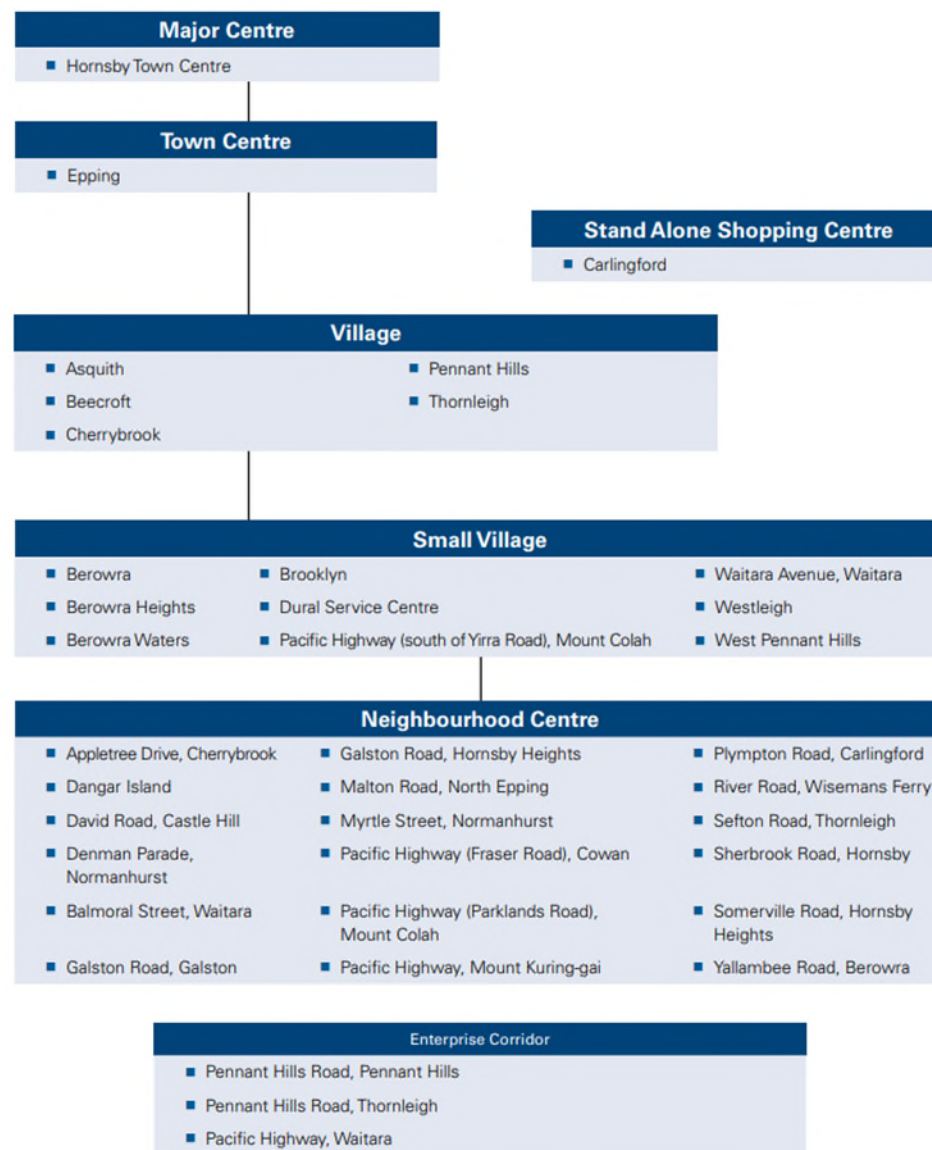 Major Centre
■ Hornsby Town Centre
Town Centre
■ Epping
Stand Alone Shopping Centre
■ Carlingford
Village
■ Asquith
■ Beecroft
■ Cherrybrook
■ Pennant Hills
■ Thornleigh
Small Village
■ Berowra
■ Berowra Heights
■ Berowra Waters
■ Brooklyn
■ Dural Service Centre
■ Pacific Highway (south of Yirra Road), Mount Colah
■ Waitara Avenue, Waitara
■ Westleigh
■ West Pennant Hills
Neighbourhood Centre
■ Appletree Drive, Cherrybrook
■ Dangar Island
■ David Road, Castle Hill
■ Denman Parade,
Normanhurst
■ Balmoral Street, Waitara
■ Galston Road, Galston
■ Galston Road, Hornsby Heights
■ Malton Road, North Epping
■ Myrtle Street, Normanhurst
■ Pacific Highway (Fraser Road), Cowan
■ Pacific Highway (Parklands Road),
Mount Colah
■ Pacific Highway, Mount Kuring-gai
■ Plympton Road, Carlingford
■ River Road, Wisemans Ferry
■ Sefton Road, Thornleigh
■ Sherbrook Road, Hornsby
■ Somerville Road, Hornsby
Heights
■ Yallambee Road, Berowra
Enterprise Corridor
■ Pennant Hills Road, Pennant Hills
■ Pennant Hills Road, Thornleigh
■ Pacific Highway, Waitara